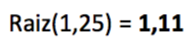 Raiz(1,25) = 1,11